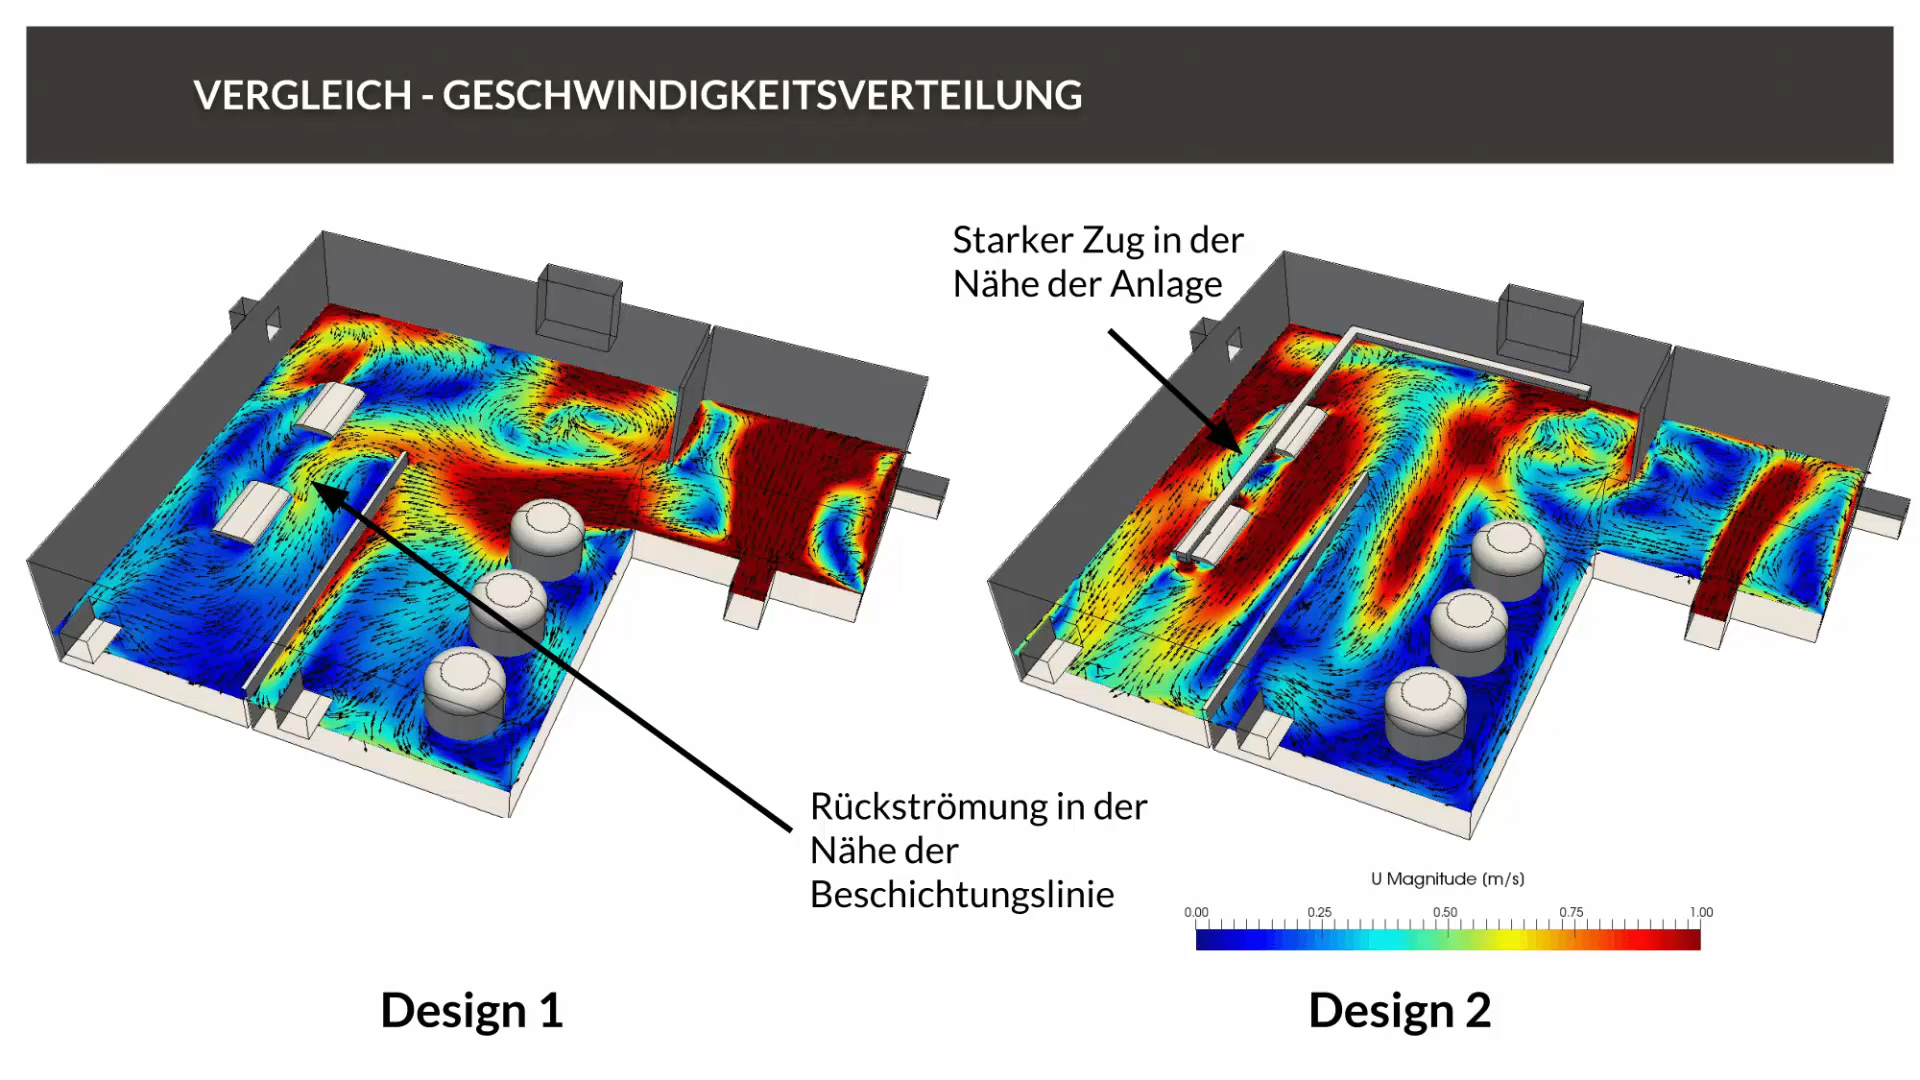 VERGLEICH - GESCHWINDIGKEITSVERTEILUNG
Starker Zug in der
Nähe der Anlage
Rückströmung in der
Nähe der
Beschichtungslinie
U Magnitude (m/s)
0.00 0.25 0.50 0.75 1.00
Design 1
Design 2